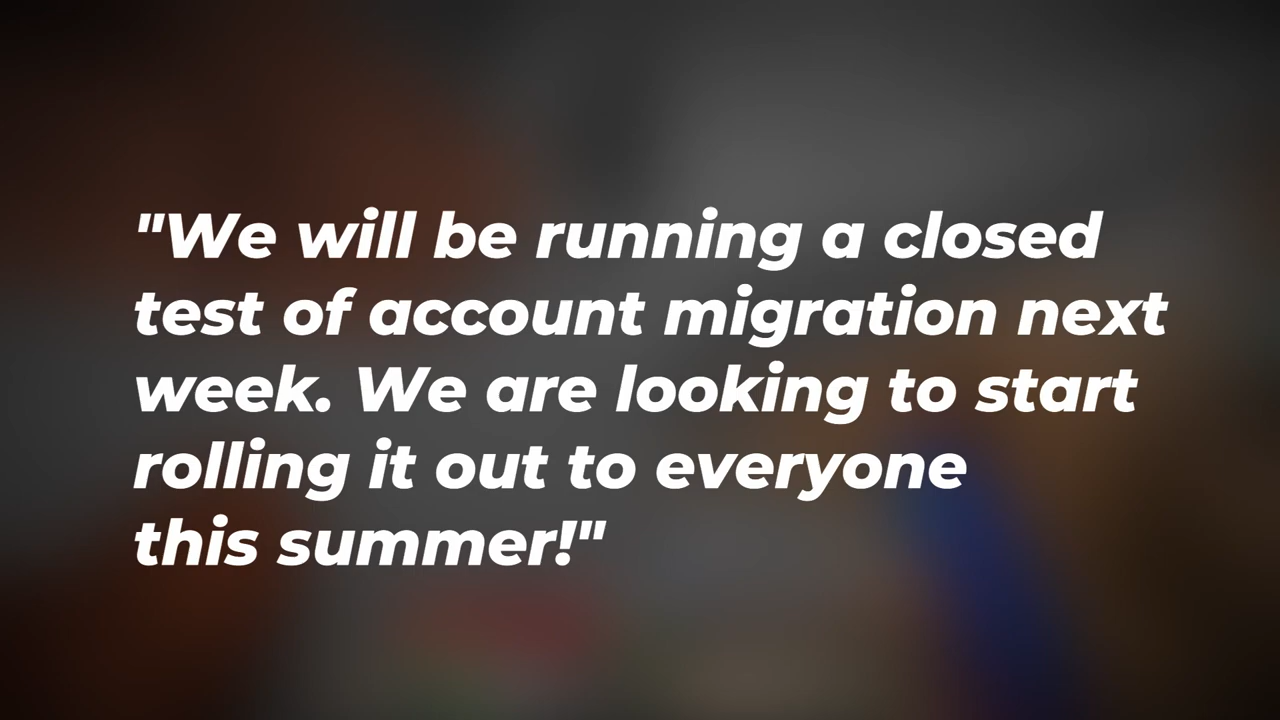 "We will be running a closed
test of account migration next
week. We are looking to start
rolling it out to everyone
this summer!"